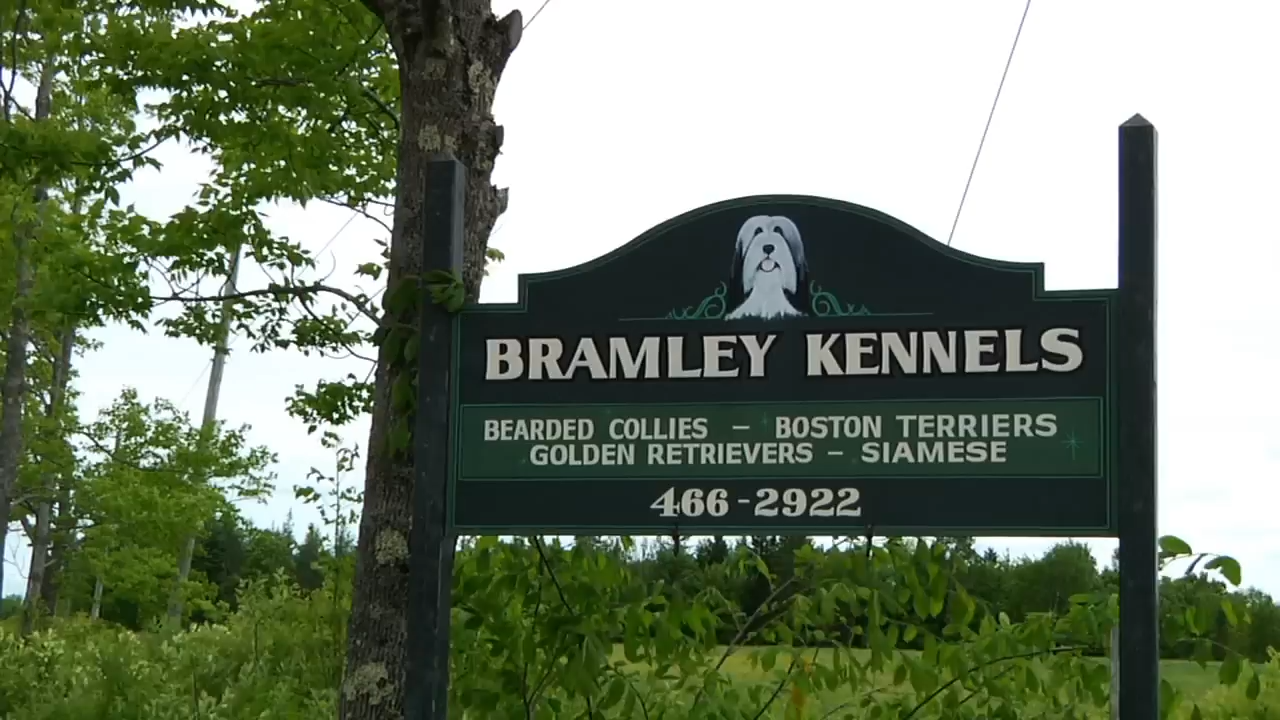 BRAMLEY KENNELS
BEARDED COLLIES – BOSTON TERRIERS
GOLDEN RETRIEVERS – SIAMESE
466-2922